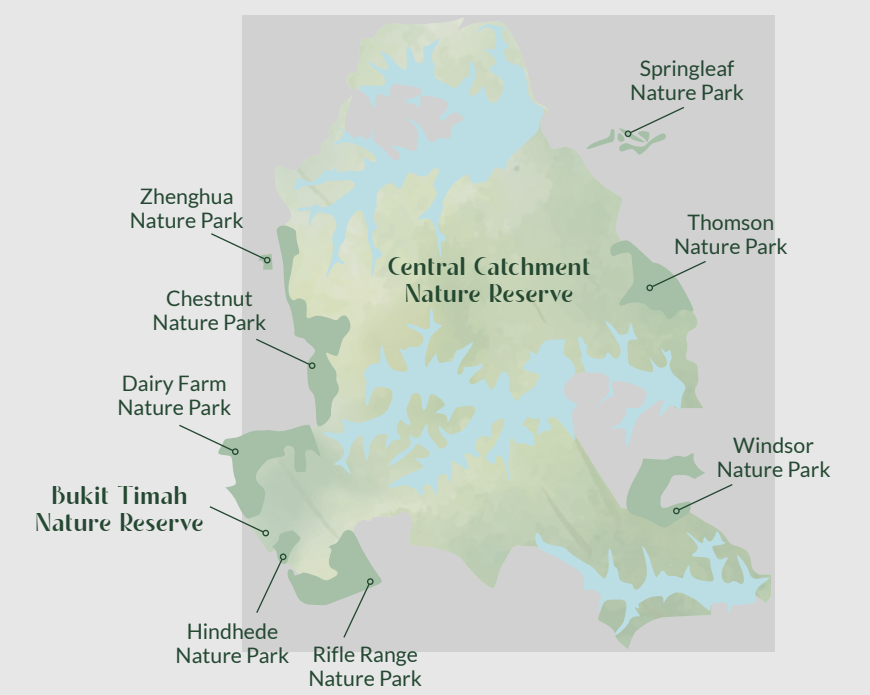 Springleaf
Nature Park
Zhenghua
Nature Park
Thomson
Nature Park
Central Catchment
Nature Reserve
Chestnut
Nature Park
Dairy Farm
Nature Park
Windsor
Nature Park
Bukit Timah
Nature Reserve
Hindhede
Nature Park
Rifle Range
Nature Park